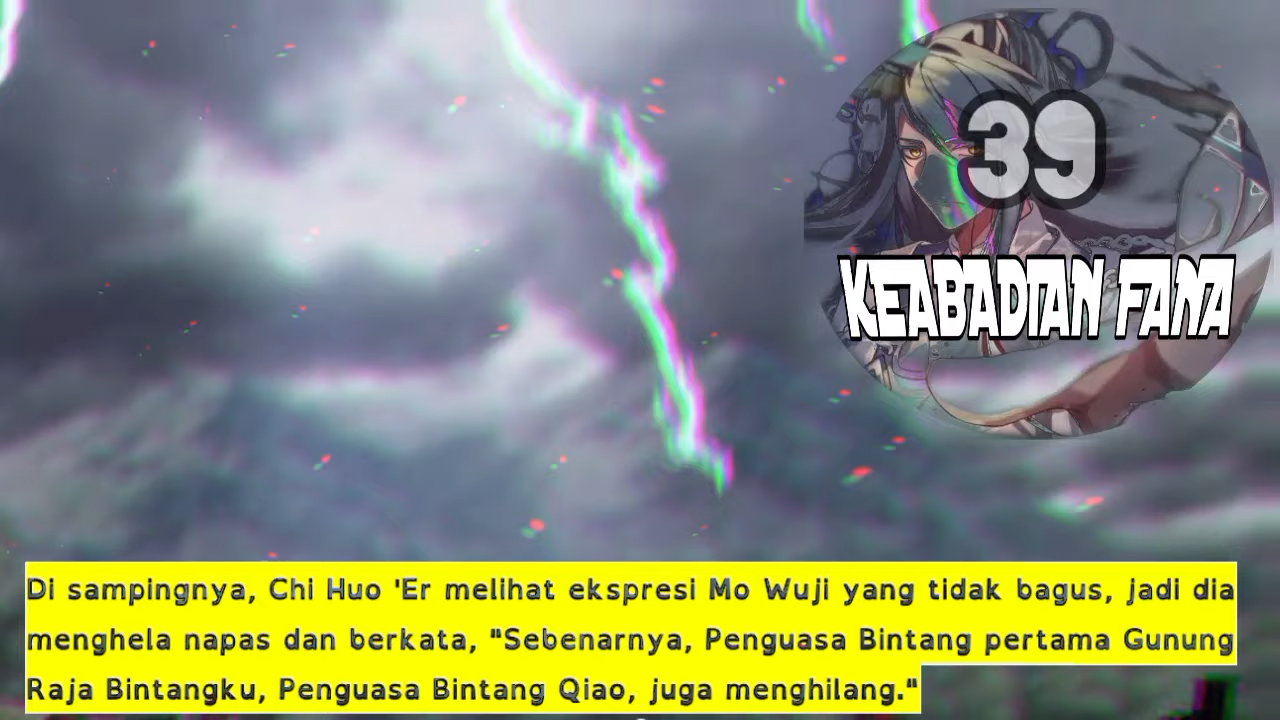 39
KEABADIAN FANA
Di sampingnya, Chi Huo 'Er melihat ekspresi Mo Wuji yang tidak bagus, jadi dia
menghela napas dan berkata, "Sebenarnya, Penguasa Bintang pertama Gunung
Raja Bintangku, Penguasa Bintang Qiao, juga menghilang."